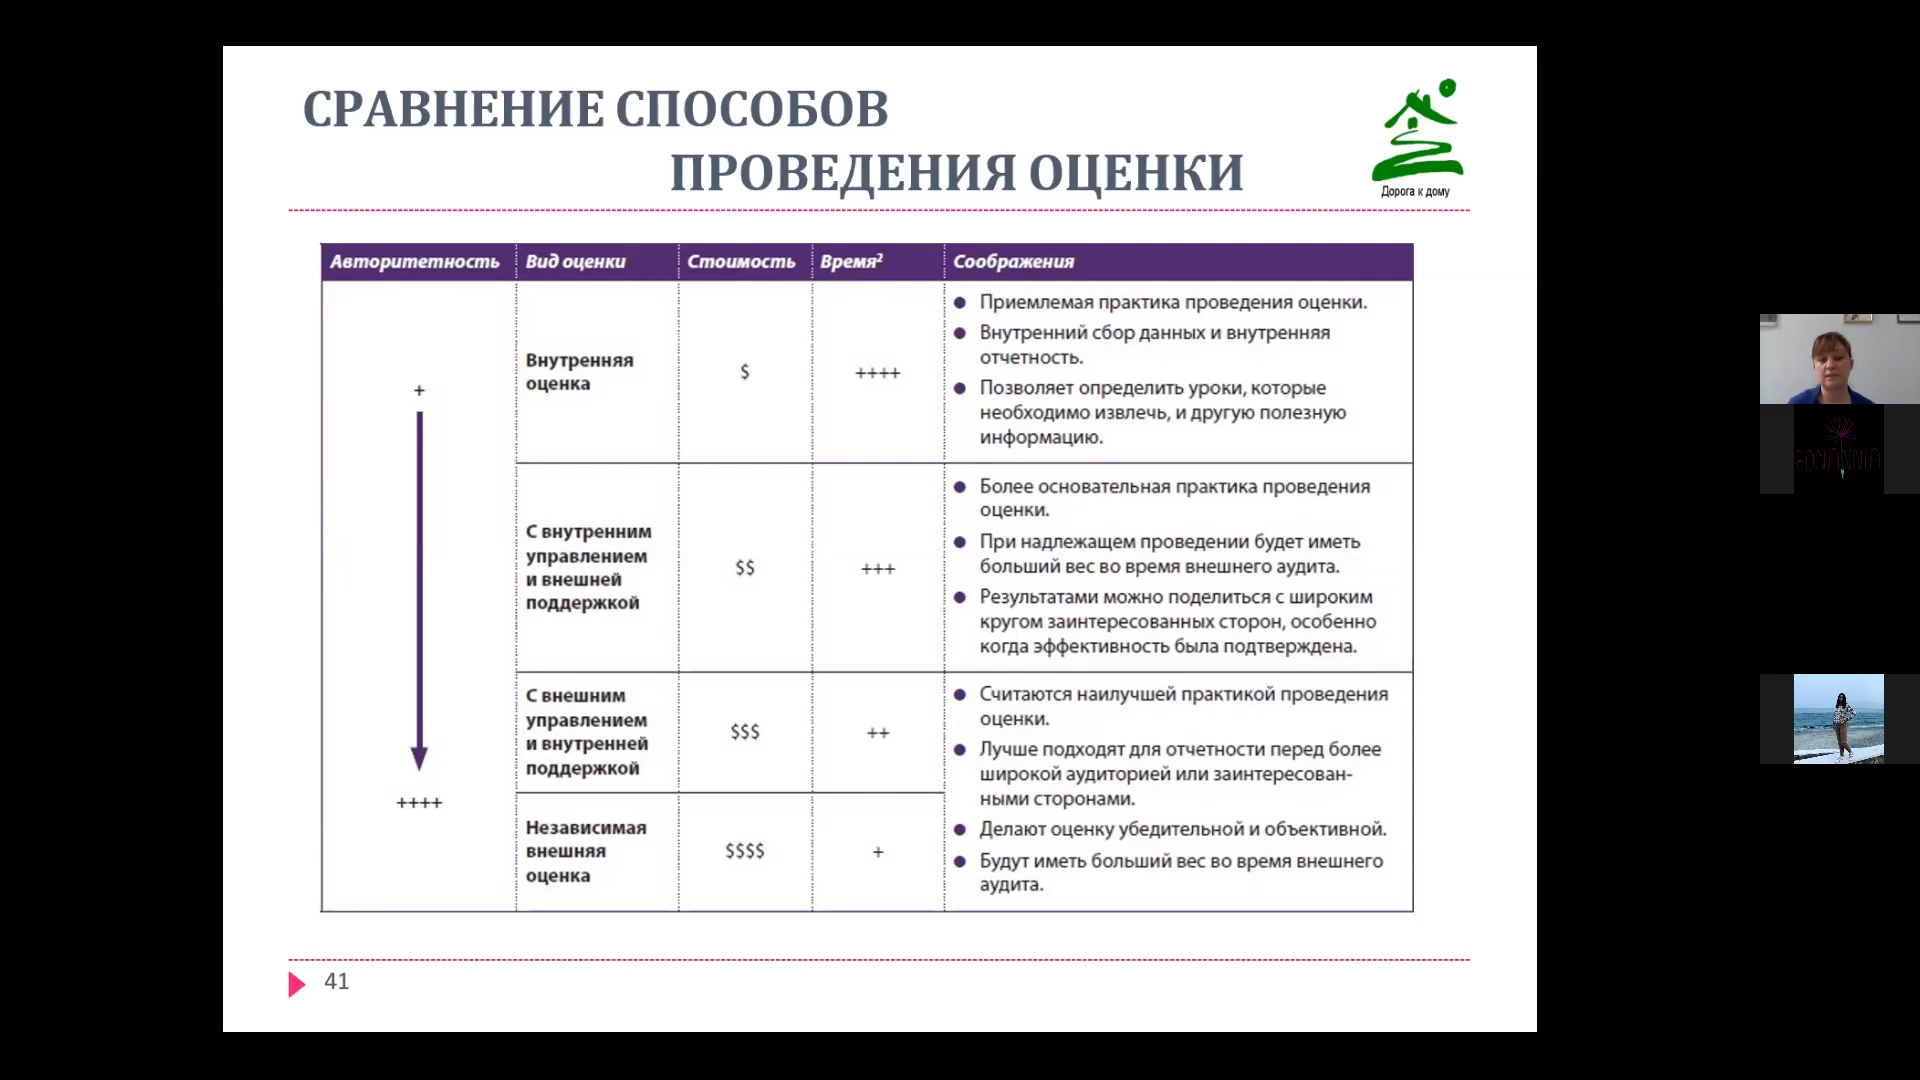 СРАВНЕНИЕ СПОСОБОВ
ПРОВЕДЕНИЯ ОЦЕНКИ
Дорога к дому
Авторитетность
Вид оценки
Стоимость
Время²
Соображения
+
++++
Внутренняя
оценка
$
++++
● Приемлемая практика проведения оценки.
● Внутренний сбор данных и внутренняя
отчетность.
● Позволяет определить уроки, которые
необходимо извлечь, и другую полезную
информацию.
С внутренним
управлением
и внешней
поддержкой
$$
+++
● Более основательная практика проведения
оценки.
● При надлежащем проведении будет иметь
больший вес во время внешнего аудита.
● Результатами можно поделиться с широким
кругом заинтересованных сторон, особенно
когда эффективность была подтверждена.
С внешним
управлением
и внутренней
поддержкой
$$$
++
● Считаются наилучшей практикой проведения
оценки.
● Лучше подходят для отчетности перед более
широкой аудиторией или заинтересован-
ными сторонами.
● Делают оценку убедительной и объективной.
● Будут иметь больший вес во время внешнего
аудита.
Независимая
внешняя
оценка
$$$$
+
41
EDNANNIA